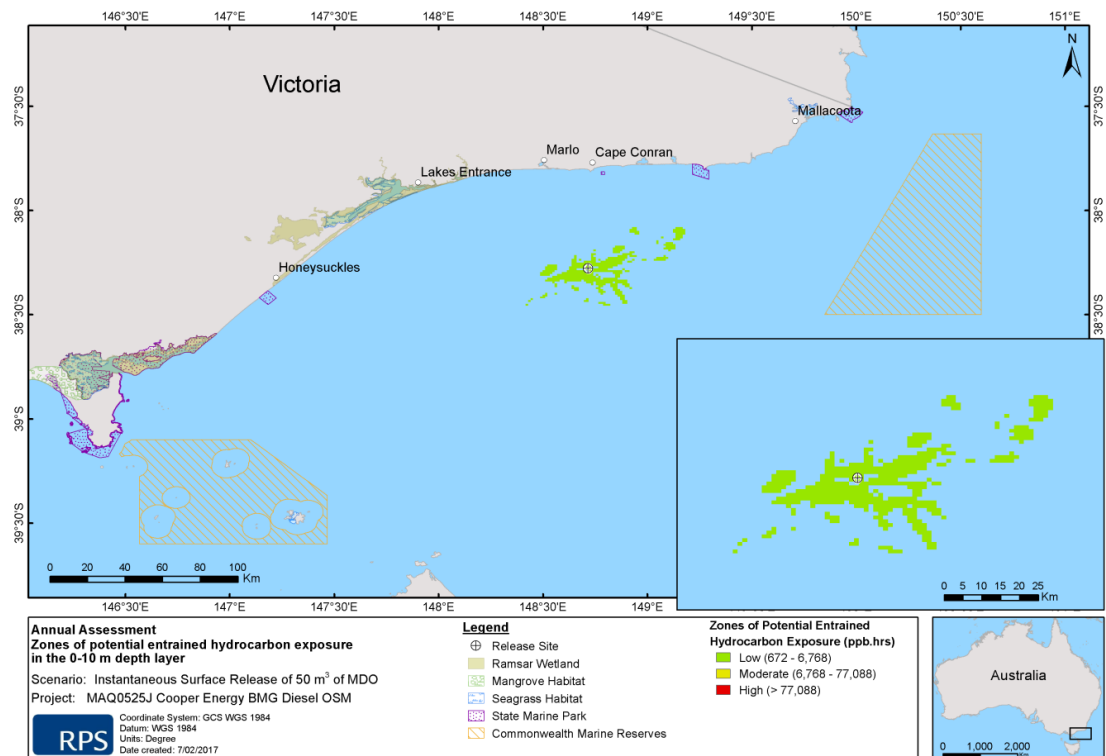 146°30'E 147°E 147°30'E 148°E 148°30'E 149°E 149°30'E 150°E 150°30'E 151°E
N
Victoria
37°30'S 37°30'S
Mallacoota
Marlo
Cape Conran
Lakes Entrance
38°S 38°S
Honeysuckles
38°30'S 38°30'S
39°S
39°30'S
0 20 40 60 80 100
Km
0 5 10 15 20 25
Km
146°30'E 147°E 147°30'E 148°E 148°30'E 149°E 149°30'E 150°E 150°30'E 151°E
Annual Assessment
Zones of potential entrained hydrocarbon exposure
in the 0-10 m depth layer
Scenario: Instantaneous Surface Release of 50 m³ of MDO
Project: MAQ0525J Cooper Energy BMG Diesel OSM
RPS
Coordinate System: GCS WGS 1984
Datum: WGS 1984
Units: Degree
Date created: 7/02/2017
Legend
Release Site
Ramsar Wetland
Mangrove Habitat
Seagrass Habitat
State Marine Park
Commonwealth Marine Reserves
Zones of Potential Entrained
Hydrocarbon Exposure (ppb.hrs)
Low (672 - 6,768)
Moderate (6,768 - 77,088)
High (> 77,088)
Australia
0 1,000 2,000
Km